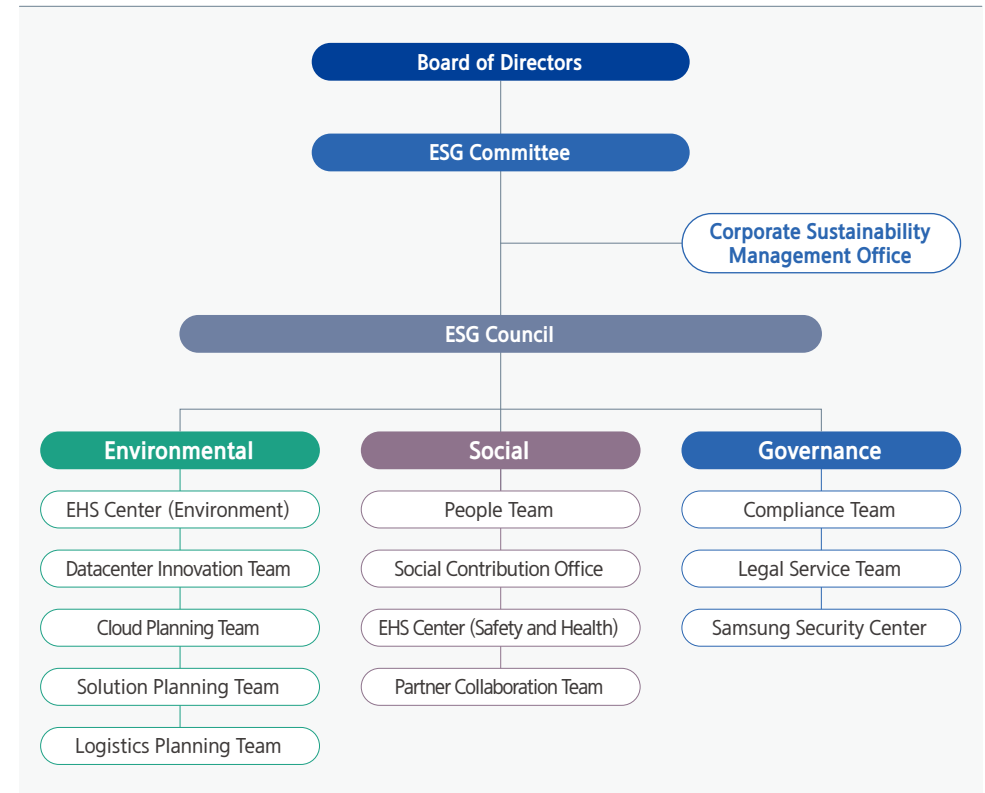 Board of Directors
ESG Committee
Corporate Sustainability
Management Office
ESG Council
Environmental
EHS Center (Environment)
Datacenter Innovation Team
Cloud Planning Team
Solution Planning Team
Logistics Planning Team
Social
People Team
Social Contribution Office
EHS Center (Safety and Health)
Partner Collaboration Team
Governance
Compliance Team
Legal Service Team
Samsung Security Center